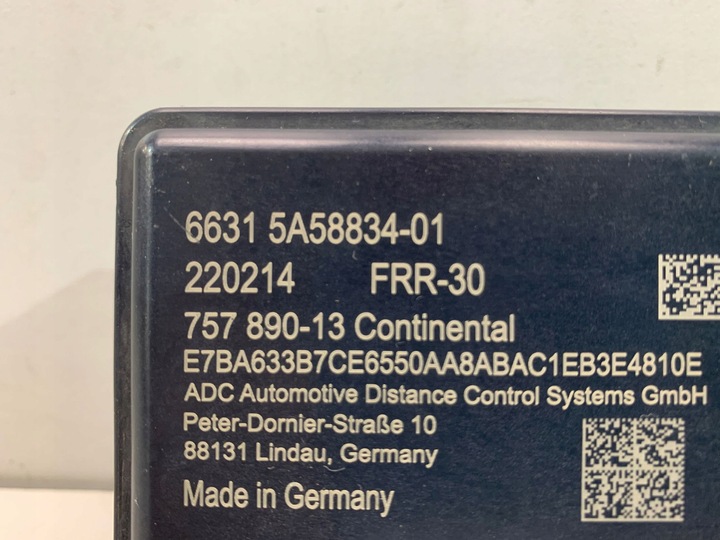 6631 5A58834-01
220214 FRR-30
757 890-13 Continental
E7BA633B7CE6550AA8ABAC1EB3E4810E
ADC Automotive Distance Control Systems GmbH
Peter-Dornier-Straße 10
88131 Lindau, Germany
Made in Germany